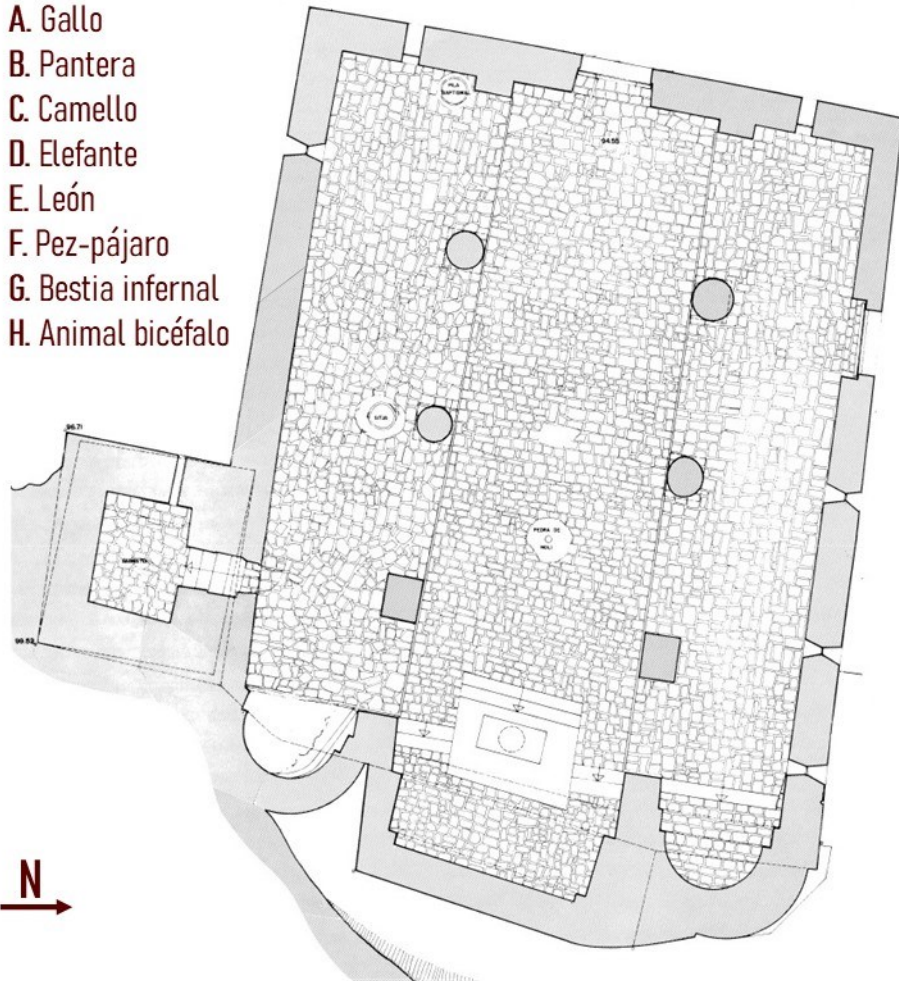 A. Gallo
B. Pantera
C. Camello
D. Elefante
E. León
F. Pez-pájaro
G. Bestia infernal
H. Animal bicéfalo
PILA
BAPTISMAL
94.55
SITJA
96.71
PEDRA DE
MOLI
99.52
N